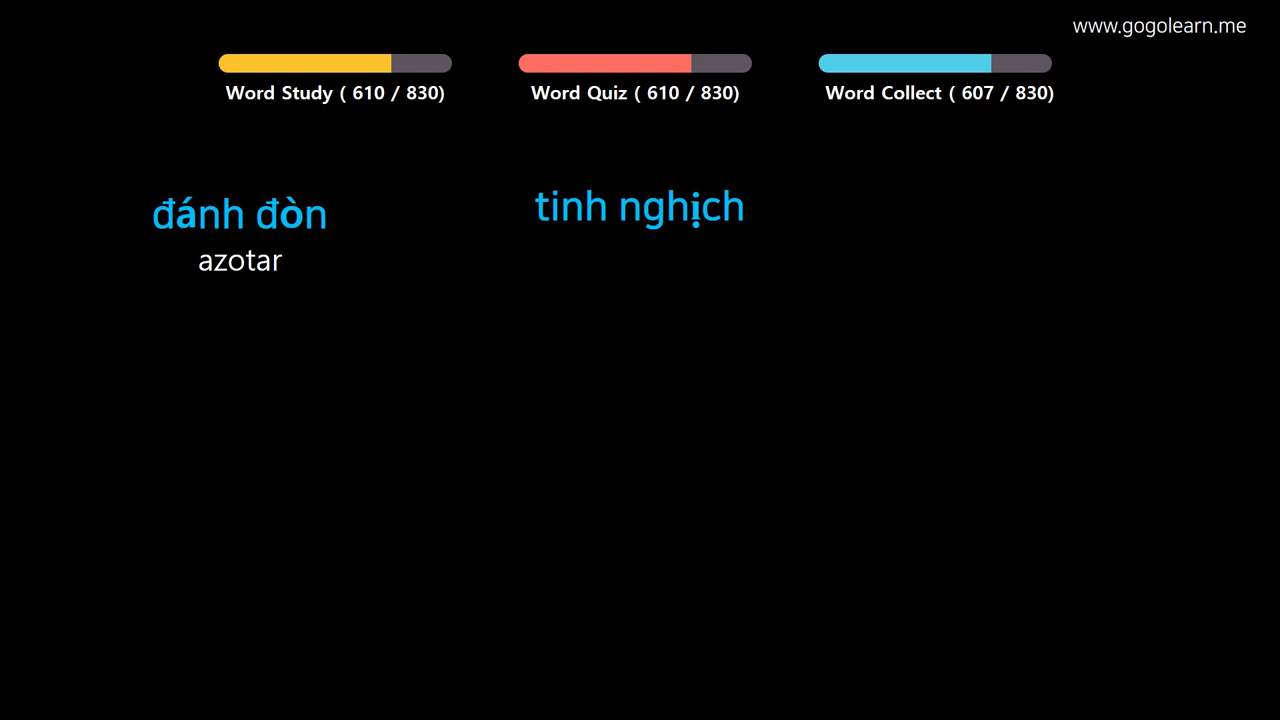 www.gogolearn.me
Word Study ( 610 / 830)
Word Quiz ( 610 / 830)
Word Collect ( 607 / 830)
đánh đòn
azotar
tinh nghịch